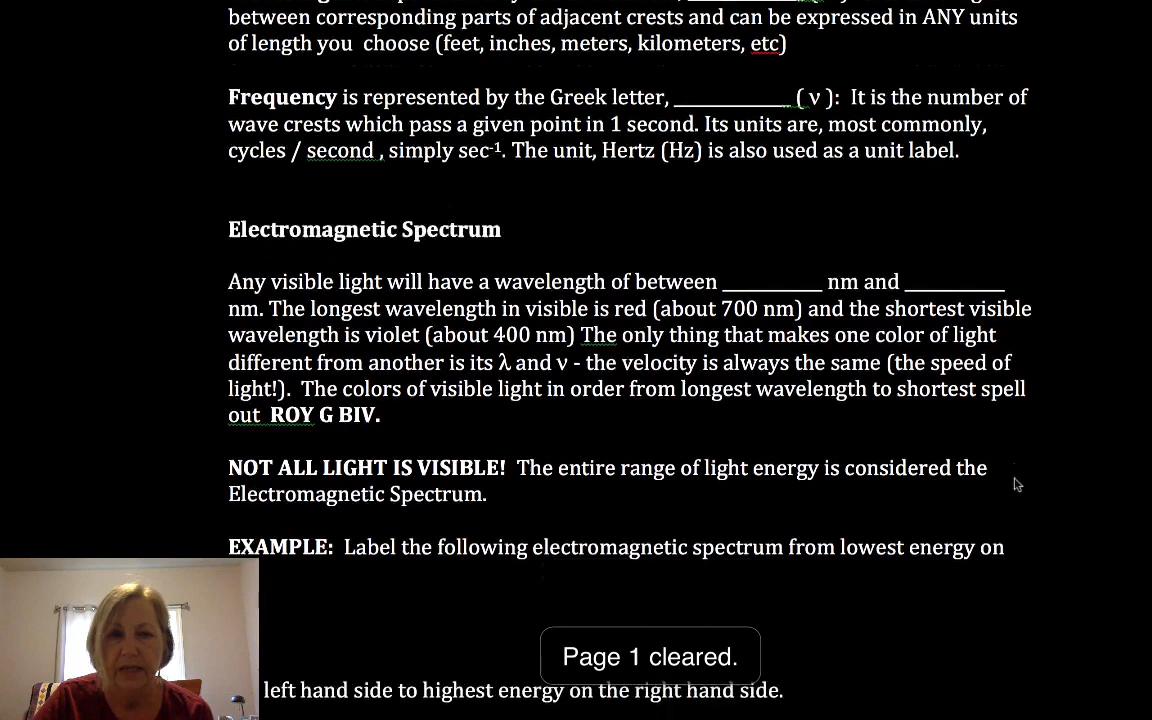 between corresponding parts of adjacent crests and can be expressed in ANY units
of length you choose (feet, inches, meters, kilometers, etc)
Frequency is represented by the Greek letter, ____________ ( ν ): It is the number of
wave crests which pass a given point in 1 second. Its units are, most commonly,
cycles / second , simply sec-1. The unit, Hertz (Hz) is also used as a unit label.
Electromagnetic Spectrum
Any visible light will have a wavelength of between __________ nm and __________
nm. The longest wavelength in visible is red (about 700 nm) and the shortest visible
wavelength is violet (about 400 nm) The only thing that makes one color of light
different from another is its λ and ν - the velocity is always the same (the speed of
light!). The colors of visible light in order from longest wavelength to shortest spell
out ROY G BIV.
NOT ALL LIGHT IS VISIBLE! The entire range of light energy is considered the
Electromagnetic Spectrum.
EXAMPLE: Label the following electromagnetic spectrum from lowest energy on
Page 1 cleared.
left hand side to highest energy on the right hand side.